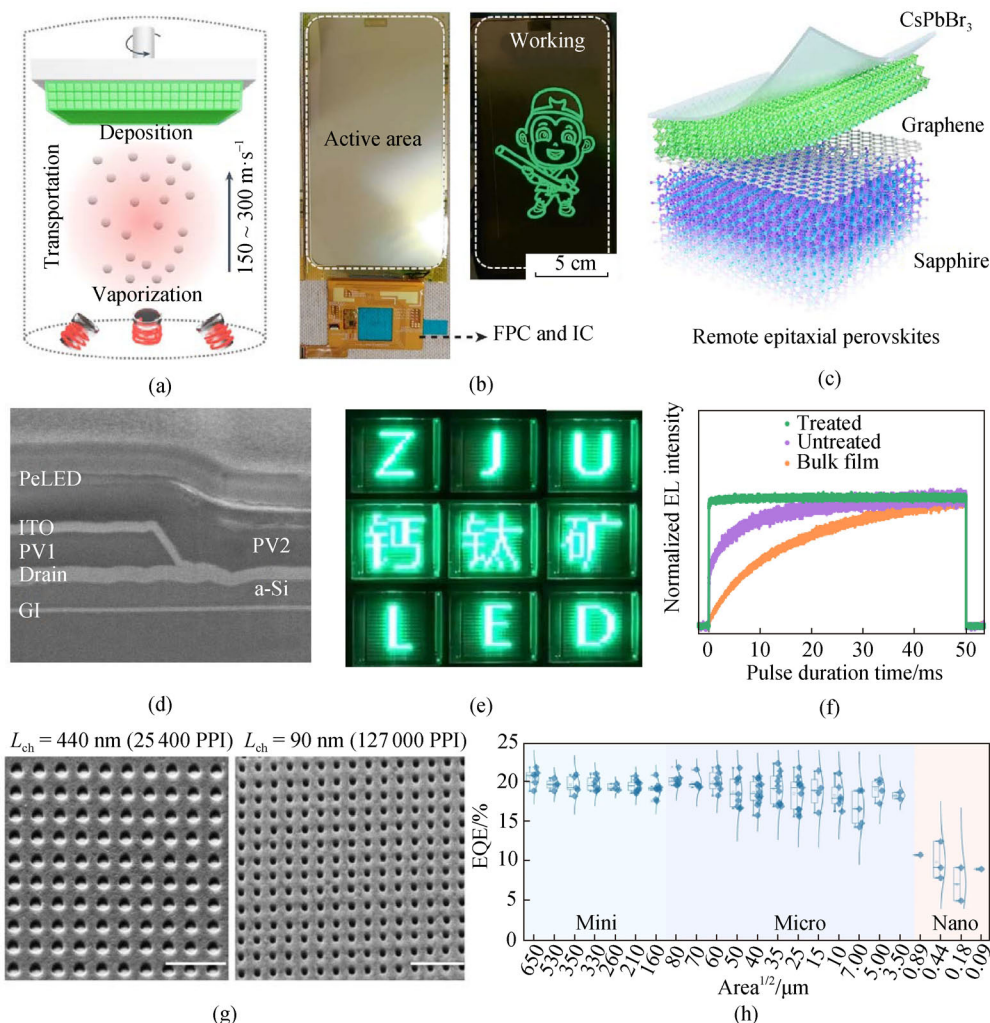 Deposition
Transportation
150 ~ 300 m·s⁻¹
Vaporization
(a)
Active area
Working
5 cm
FPC and IC
(b)
CsPbBr₃
Graphene
Sapphire
Remote epitaxial perovskites
(c)
PeLED
ITO
PV1
PV2
Drain
a-Si
GI
(d)
Z J U
钙 钛 矿
L E D
(e)
Normalized EL intensity
Treated
Untreated
Bulk film
0 10 20 30 40 50
Pulse duration time/ms
(f)
L_ch = 440 nm (25 400 PPI)
L_ch = 90 nm (127 000 PPI)
(g)
EQE/%
25
20
15
10
5
0
Mini
Micro
Nano
650 530 350 330 260 210 160 80 70 60 50 40 35 25 15 10 7.00 5.00 3.50 0.89 0.44 0.18 0.09
Area^1/2/μm
(h)